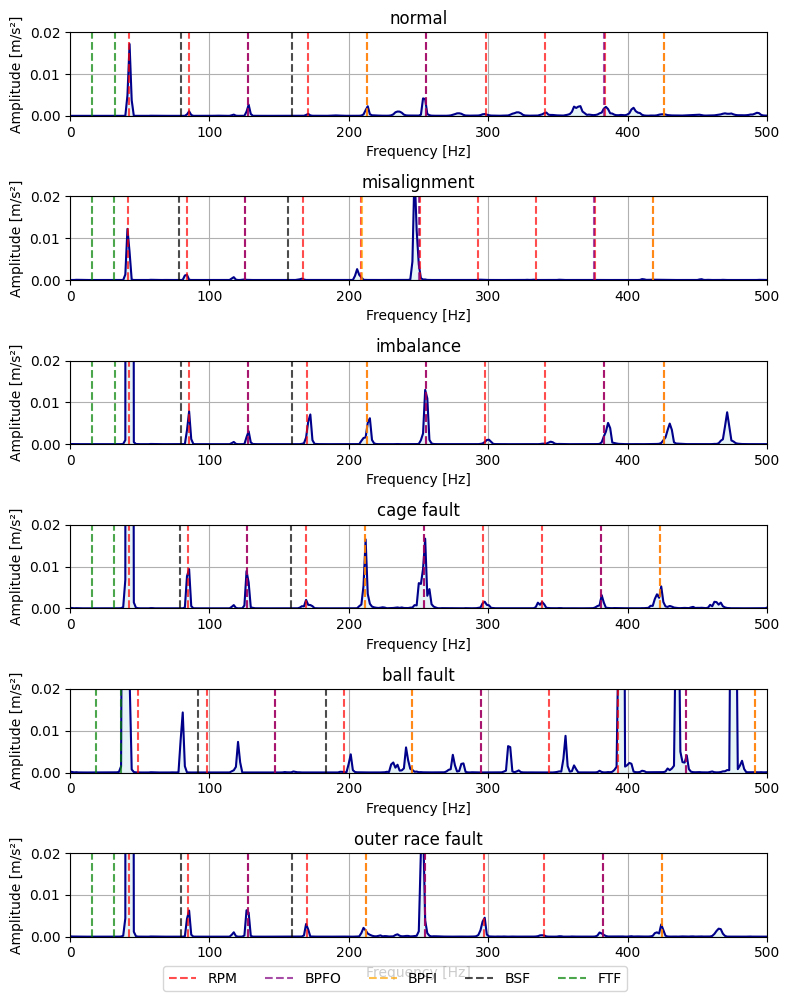 normal
Amplitude [m/s²]
0.02
0.01
0.00
0 100 200 300 400 500
Frequency [Hz]
misalignment
Amplitude [m/s²]
0.02
0.01
0.00
0 100 200 300 400 500
Frequency [Hz]
imbalance
Amplitude [m/s²]
0.02
0.01
0.00
0 100 200 300 400 500
Frequency [Hz]
cage fault
Amplitude [m/s²]
0.02
0.01
0.00
0 100 200 300 400 500
Frequency [Hz]
ball fault
Amplitude [m/s²]
0.02
0.01
0.00
0 100 200 300 400 500
Frequency [Hz]
outer race fault
Amplitude [m/s²]
0.02
0.01
0.00
0 100 200 300 400 500
Frequency [Hz]
RPM BPFO BPFI BSF FTF